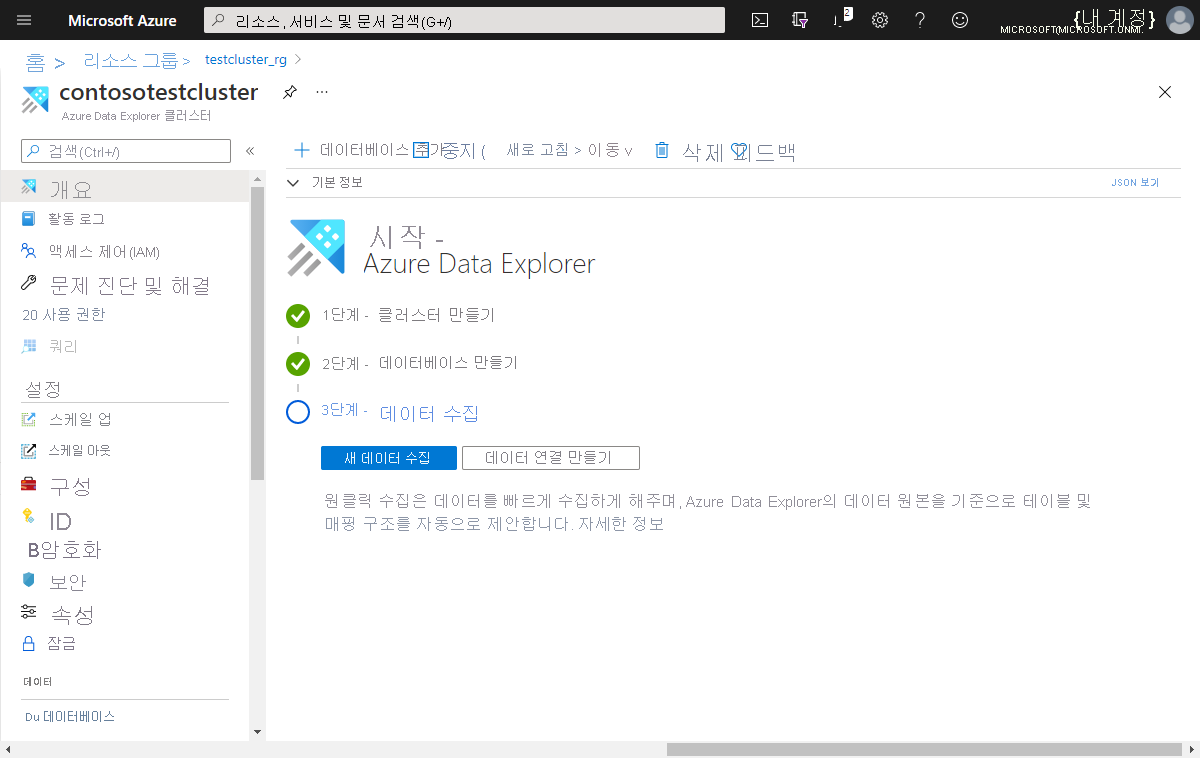 Microsoft Azure
리소스, 서비스 및 문서 검색(G+/)
2
{내 계정}
MICROSOFT(MICROSOFT.ONMI.
홈 > 리소스 그룹 > testcluster_rg >
contosotestcluster
...
Azure Data Explorer 클러스터
검색(Ctrl+/)
«
개요
활동 로그
액세스 제어(IAM)
문제 진단 및 해결
20 사용 권한
쿼리
설정
스케일 업
스케일 아웃
구성
ID
B암호화
보안
속성
잠금
데이터
Du 데이터베이스
+ 데이터베이스 추가 중지 ( 새로 고침 > 이동 v 삭제 피드백
기본 정보
JSON 보기
시작 -
Azure Data Explorer
1단계 - 클러스터 만들기
2단계 - 데이터베이스 만들기
3단계 - 데이터 수집
새 데이터 수집
데이터 연결 만들기
원클릭 수집은 데이터를 빠르게 수집하게 해주며, Azure Data Explorer의 데이터 원본을 기준으로 테이블 및
매핑 구조를 자동으로 제안합니다. 자세한 정보